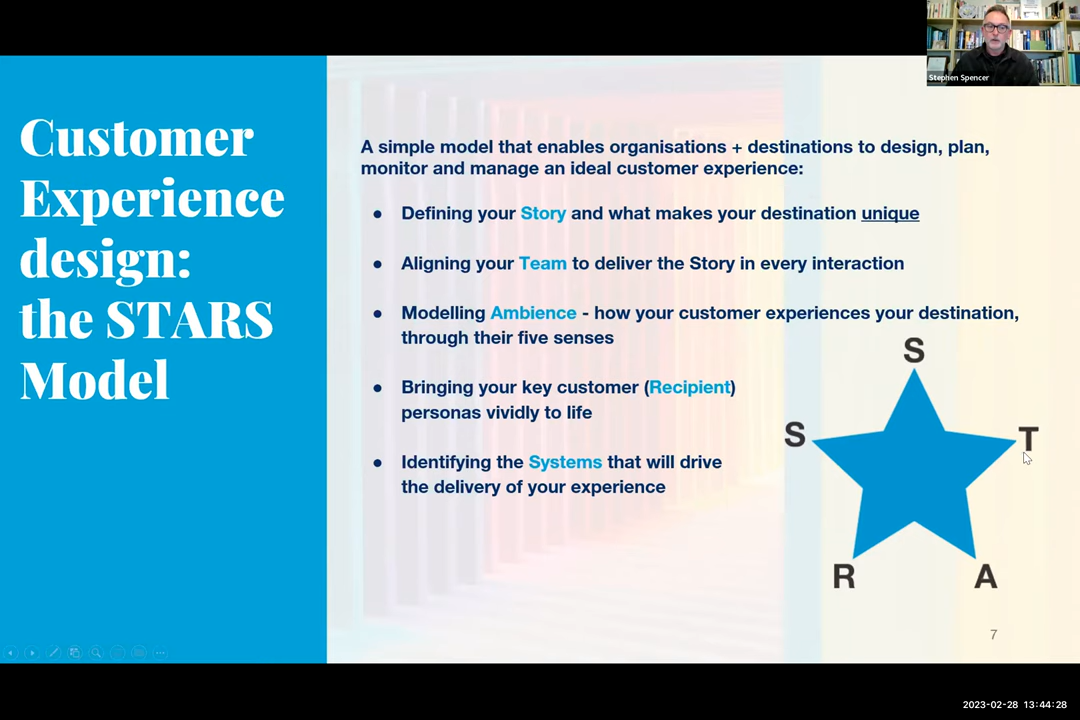 Stephen Spencer
Customer
Experience
design:
the STARS
Model
A simple model that enables organisations + destinations to design, plan,
monitor and manage an ideal customer experience:
● Defining your Story and what makes your destination unique
● Aligning your Team to deliver the Story in every interaction
● Modelling Ambience - how your customer experiences your destination,
through their five senses
● Bringing your key customer (Recipient)
personas vividly to life
● Identifying the Systems that will drive
the delivery of your experience
S
S
T
R
A
7
2023-02-28 13:44:28